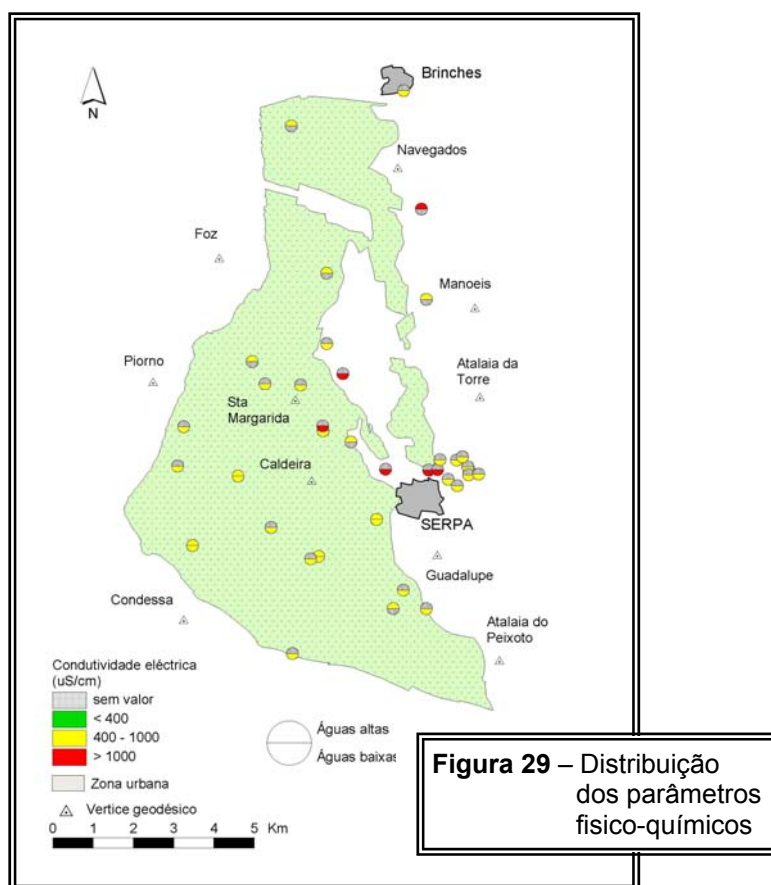 Brinches
N
Navegados
Foz
Manoeis
Piorno
Atalaia da
Torre
Sta
Margarida
Caldeira
SERPA
Guadalupe
Condessa
Atalaia do
Peixoto
Condutividade eléctrica
(uS/cm)
sem valor
< 400
400 - 1000
> 1000
Zona urbana
Vertice geodésico
0 1 2 3 4 5 Km
Águas altas
Águas baixas
Figura 29 – Distribuição
dos parâmetros
fisico-químicos